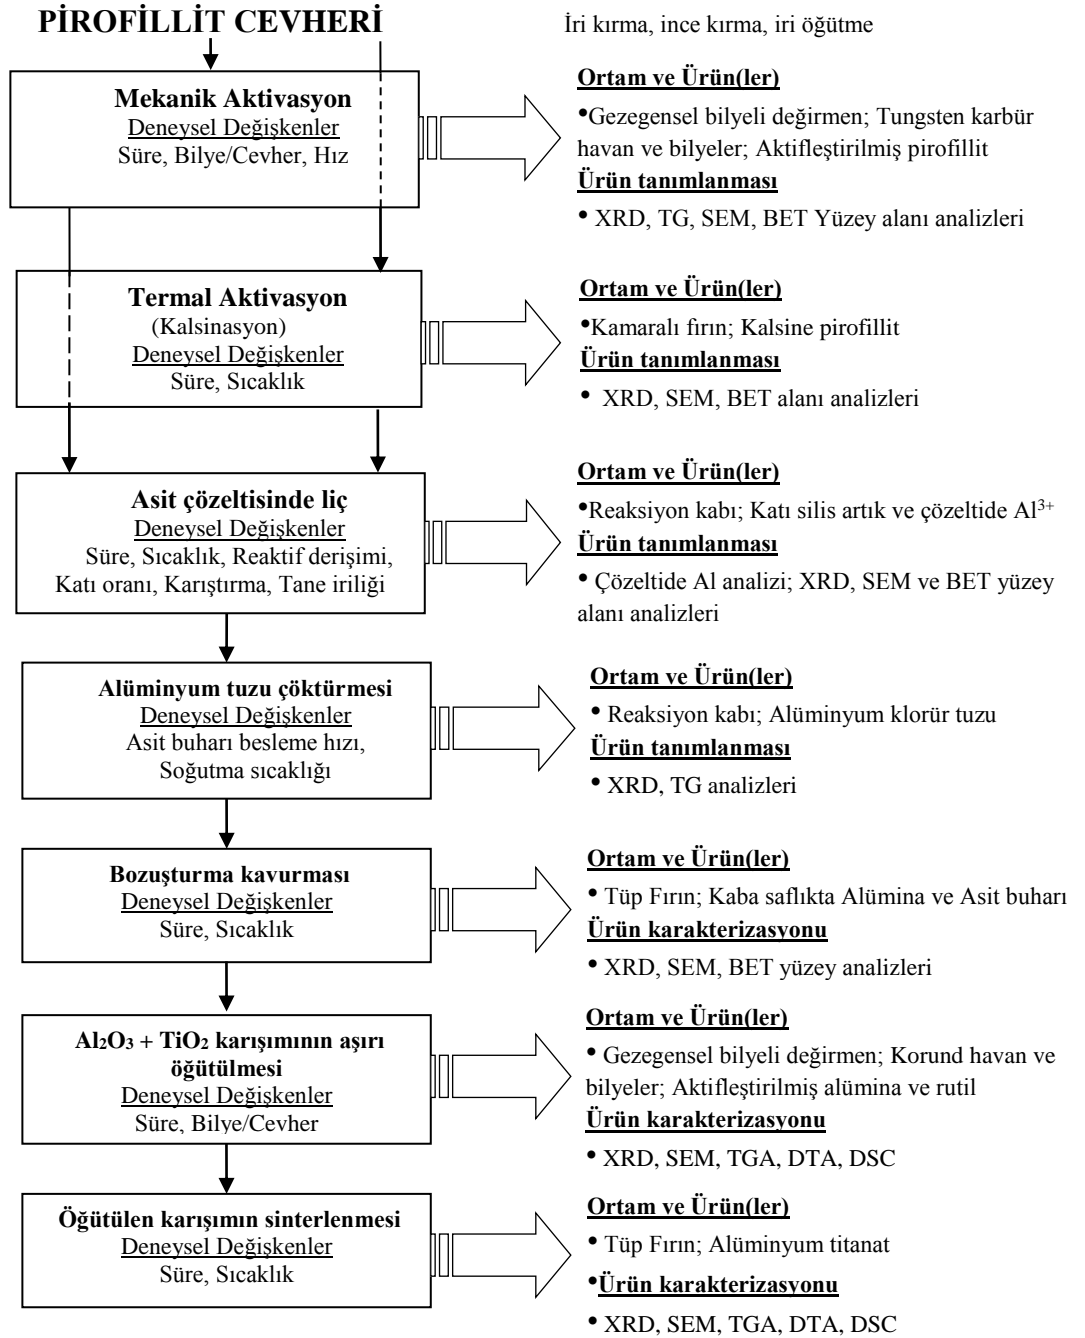 PİROFİLLİT CEVHERİ
İri kırma, ince kırma, iri öğütme
Mekanik Aktivasyon
Deneysel Değişkenler
Süre, Bilye/Cevher, Hız
Ortam ve Ürün(ler)
•Gezegensel bilyeli değirmen; Tungsten karbür
havan ve bilyeler; Aktifleştirilmiş pirofillit
Ürün tanımlanması
• XRD, TG, SEM, BET Yüzey alanı analizleri
Termal Aktivasyon
(Kalsinasyon)
Deneysel Değişkenler
Süre, Sıcaklık
Ortam ve Ürün(ler)
•Kamaralı fırın; Kalsine pirofillit
Ürün tanımlanması
• XRD, SEM, BET alanı analizleri
Asit çözeltisinde liç
Deneysel Değişkenler
Süre, Sıcaklık, Reaktif derişimi,
Katı oranı, Karıştırma, Tane iriliği
Ortam ve Ürün(ler)
•Reaksiyon kabı; Katı silis artık ve çözeltide Al³⁺
Ürün tanımlanması
• Çözeltide Al analizi; XRD, SEM ve BET yüzey
alanı analizleri
Alüminyum tuzu çöktürmesi
Deneysel Değişkenler
Asit buharı besleme hızı,
Soğutma sıcaklığı
Ortam ve Ürün(ler)
• Reaksiyon kabı; Alüminyum klorür tuzu
Ürün tanımlanması
• XRD, TG analizleri
Bozuşturma kavurması
Deneysel Değişkenler
Süre, Sıcaklık
Ortam ve Ürün(ler)
• Tüp Fırın; Kaba saflıkta Alümina ve Asit buharı
Ürün karakterizasyonu
• XRD, SEM, BET yüzey analizleri
Al₂O₃ + TiO₂ karışımının aşırı
öğütülmesi
Deneysel Değişkenler
Süre, Bilye/Cevher
Ortam ve Ürün(ler)
• Gezegensel bilyeli değirmen; Korund havan ve
bilyeler; Aktifleştirilmiş alümina ve rutil
Ürün karakterizasyonu
• XRD, SEM, TGA, DTA, DSC
Öğütülen karışımın sinterlenmesi
Deneysel Değişkenler
Süre, Sıcaklık
Ortam ve Ürün(ler)
• Tüp Fırın; Alüminyum titanat
•Ürün karakterizasyonu
• XRD, SEM, TGA, DTA, DSC